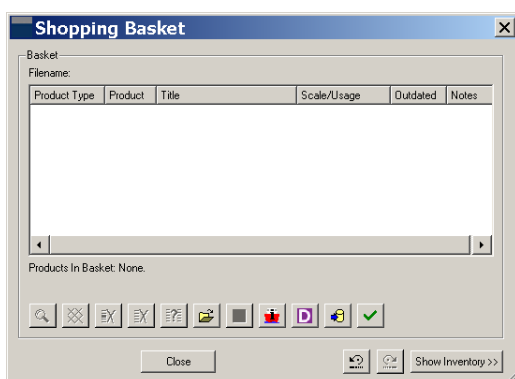 Shopping Basket
Basket
Filename:
Product Type Product Title Scale/Usage Outdated Notes
Products In Basket: None.
Close Show Inventory >>